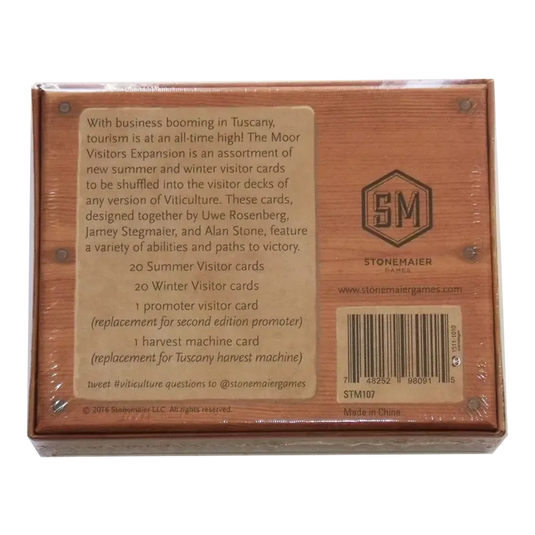 With business booming in Tuscany,
tourism is at an all-time high! The Moor
Visitors Expansion is an assortment of
new summer and winter visitor cards
to be shuffled into the visitor decks of
any version of Viticulture. These cards,
designed together by Uwe Rosenberg,
Jamey Stegmaier, and Alan Stone, feature
a variety of abilities and paths to victory.
20 Summer Visitor cards
20 Winter Visitor cards
1 promoter visitor card
(replacement for second edition promoter)
1 harvest machine card
(replacement for Tuscany harvest machine)
tweet #viticulture questions to @stonemaiergames
© 2016 Stonemaier LLC. All rights reserved.
SM
STONEMAIER
GAMES
www.stonemaiergames.com
1511-1010
7 48252 98091 5
STM107
Made in China